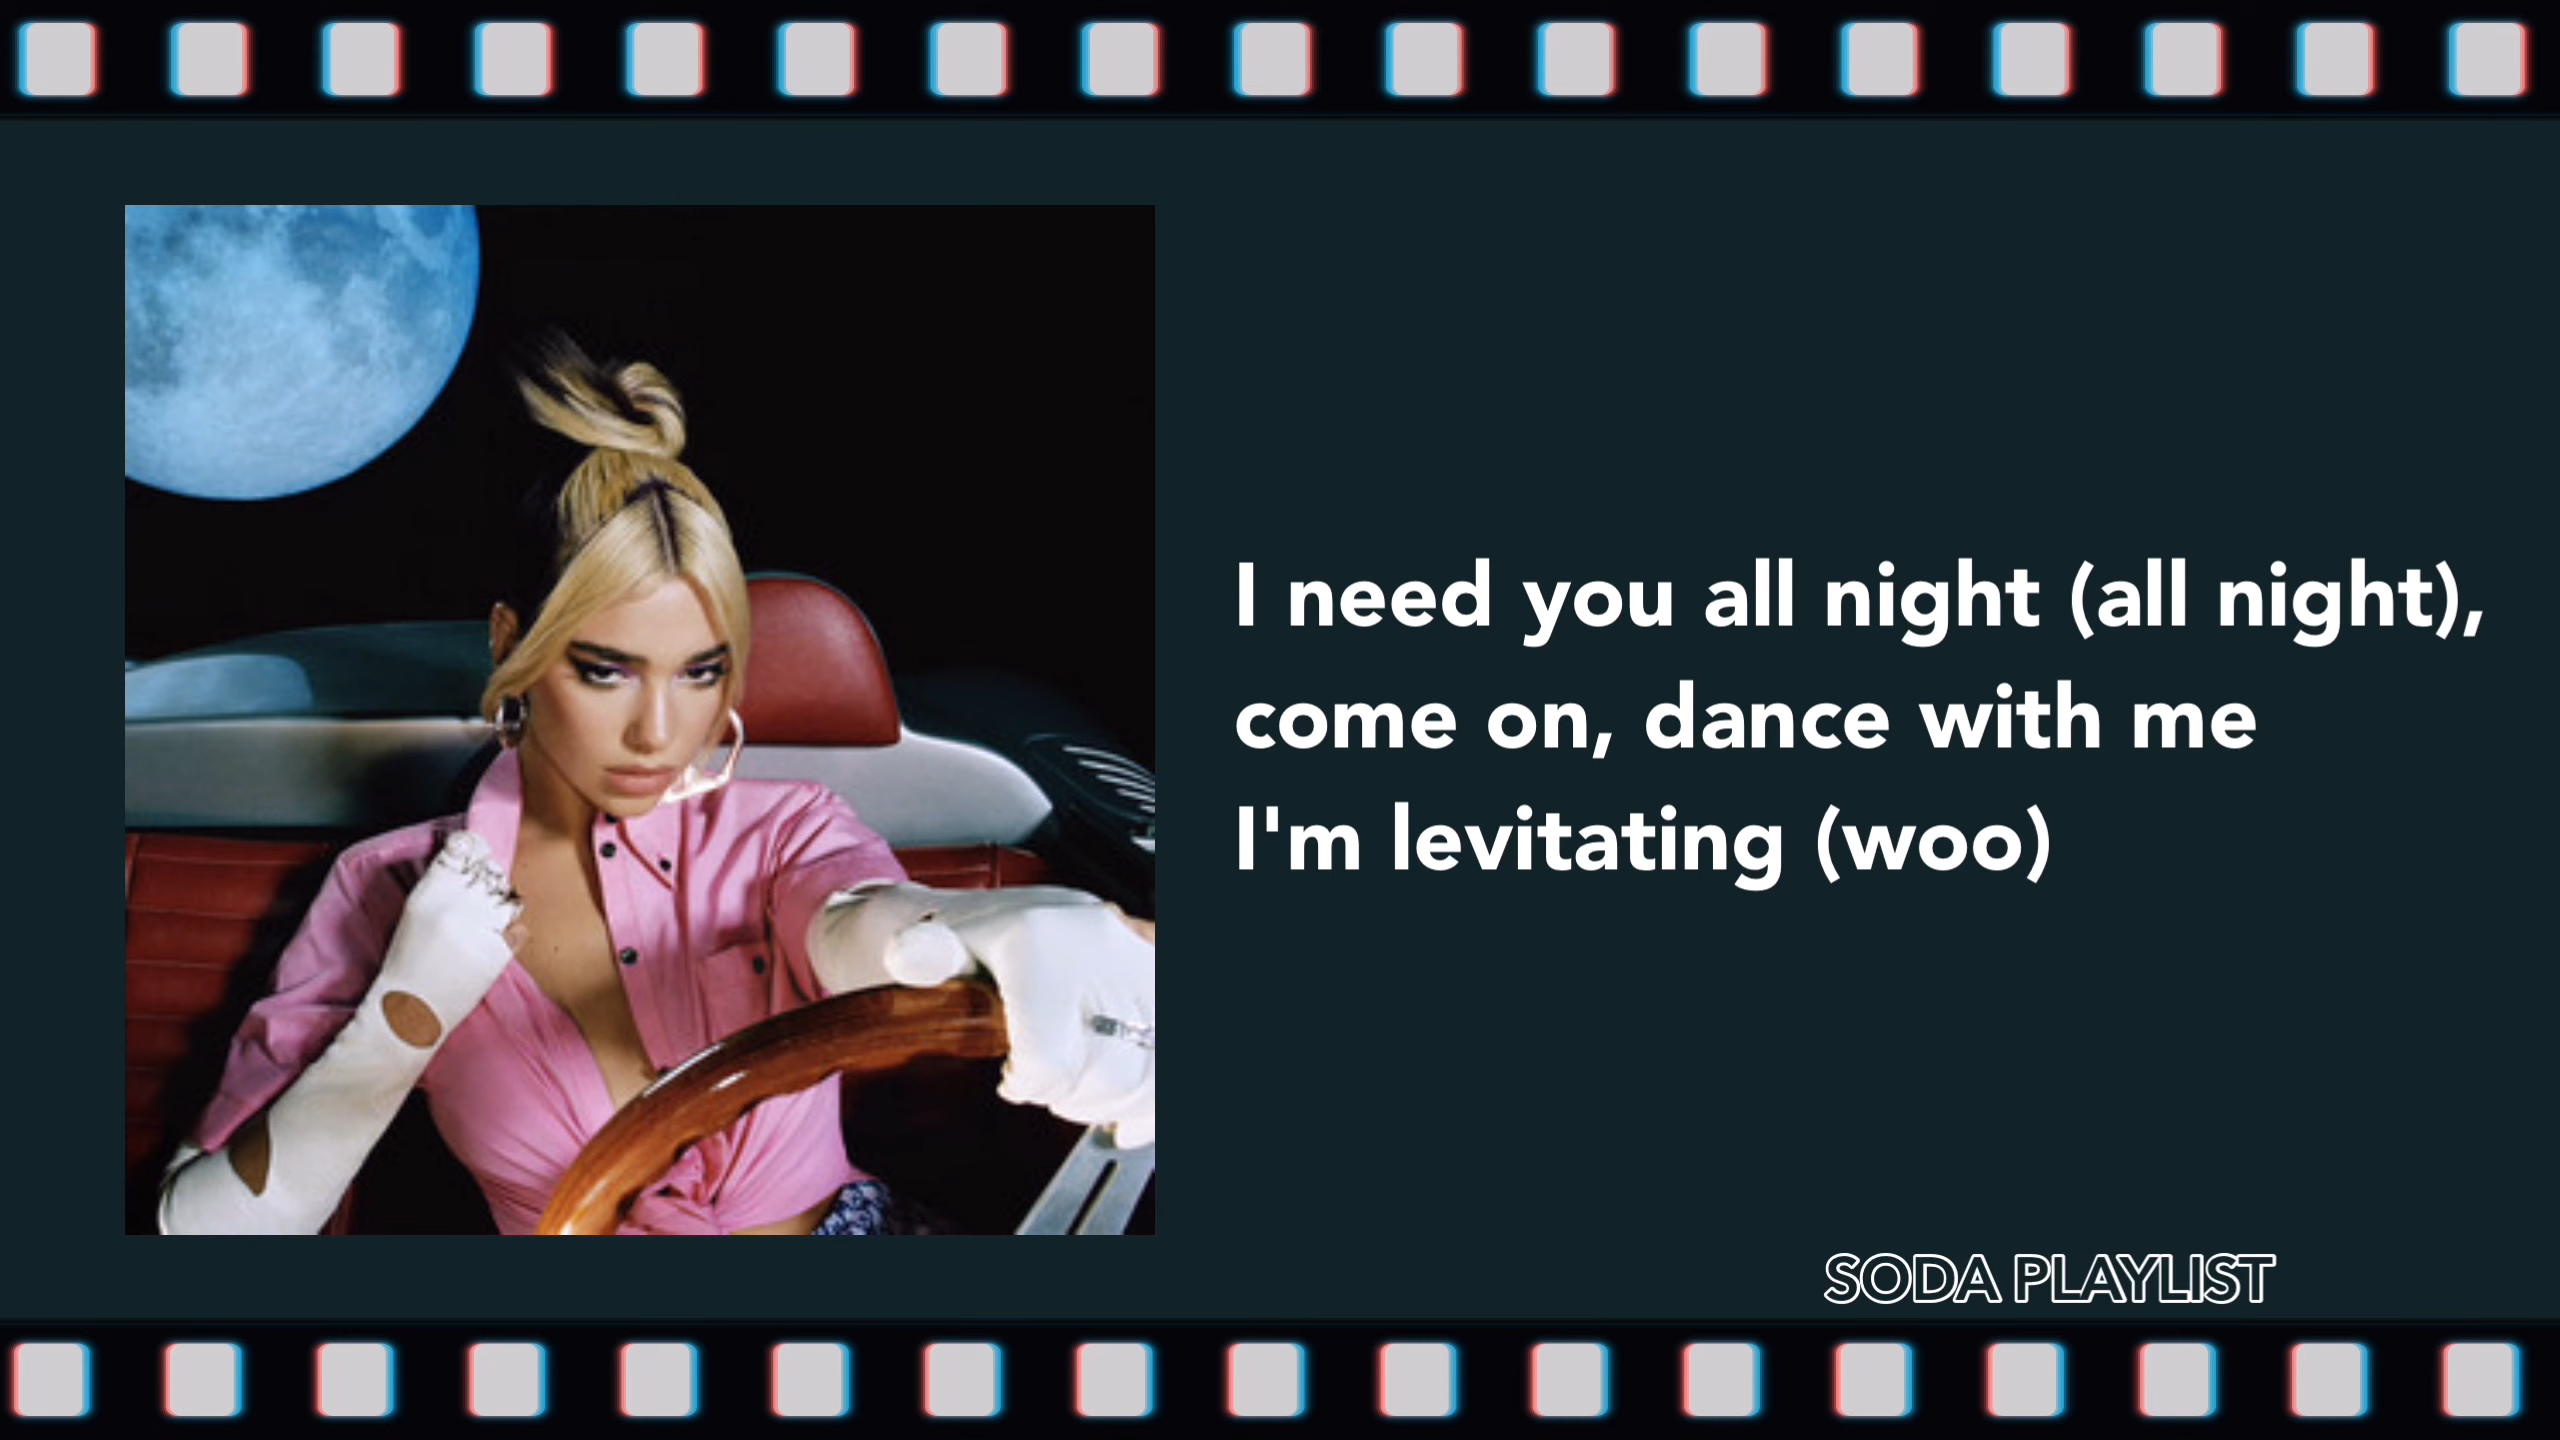 I need you all night (all night),
come on, dance with me
I'm levitating (woo)
SODA PLAYLIST